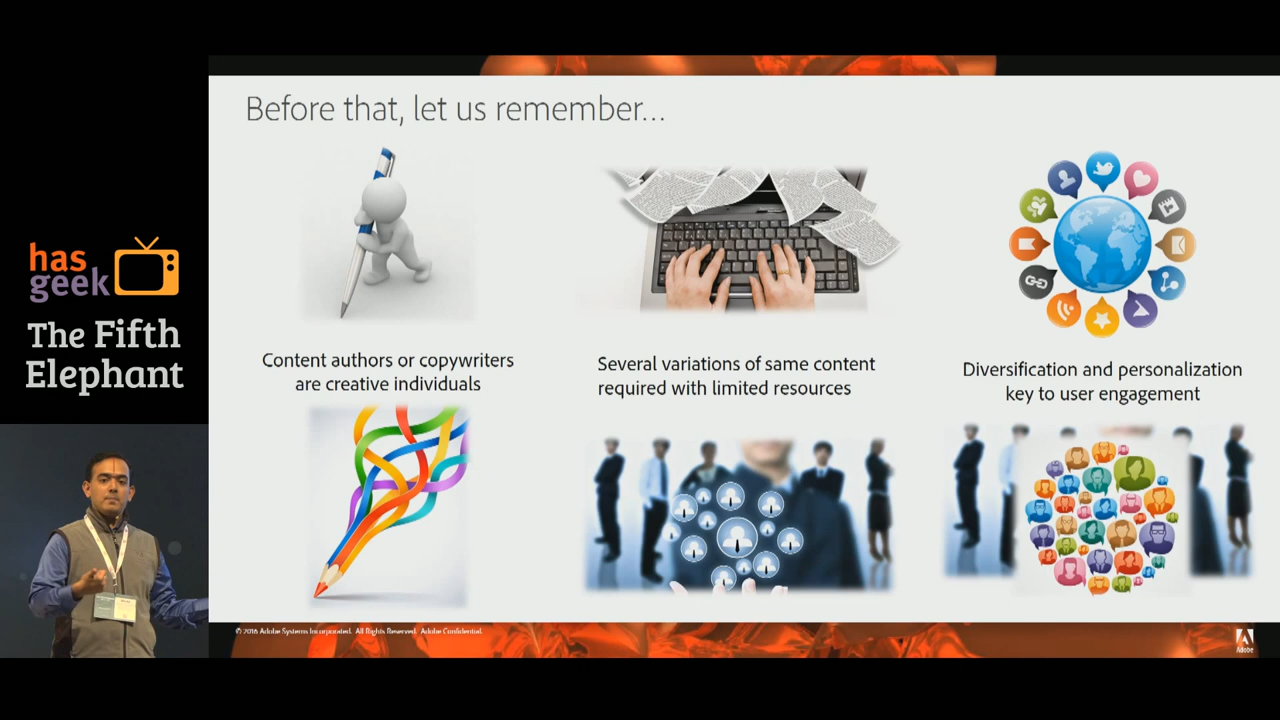 Before that, let us remember...
has
geek
The Fifth
Elephant
Content authors or copywriters
are creative individuals
Several variations of same content
required with limited resources
Diversification and personalization
key to user engagement
© 2016 Adobe Systems Incorporated. All Rights Reserved. Adobe Confidential.
Adobe